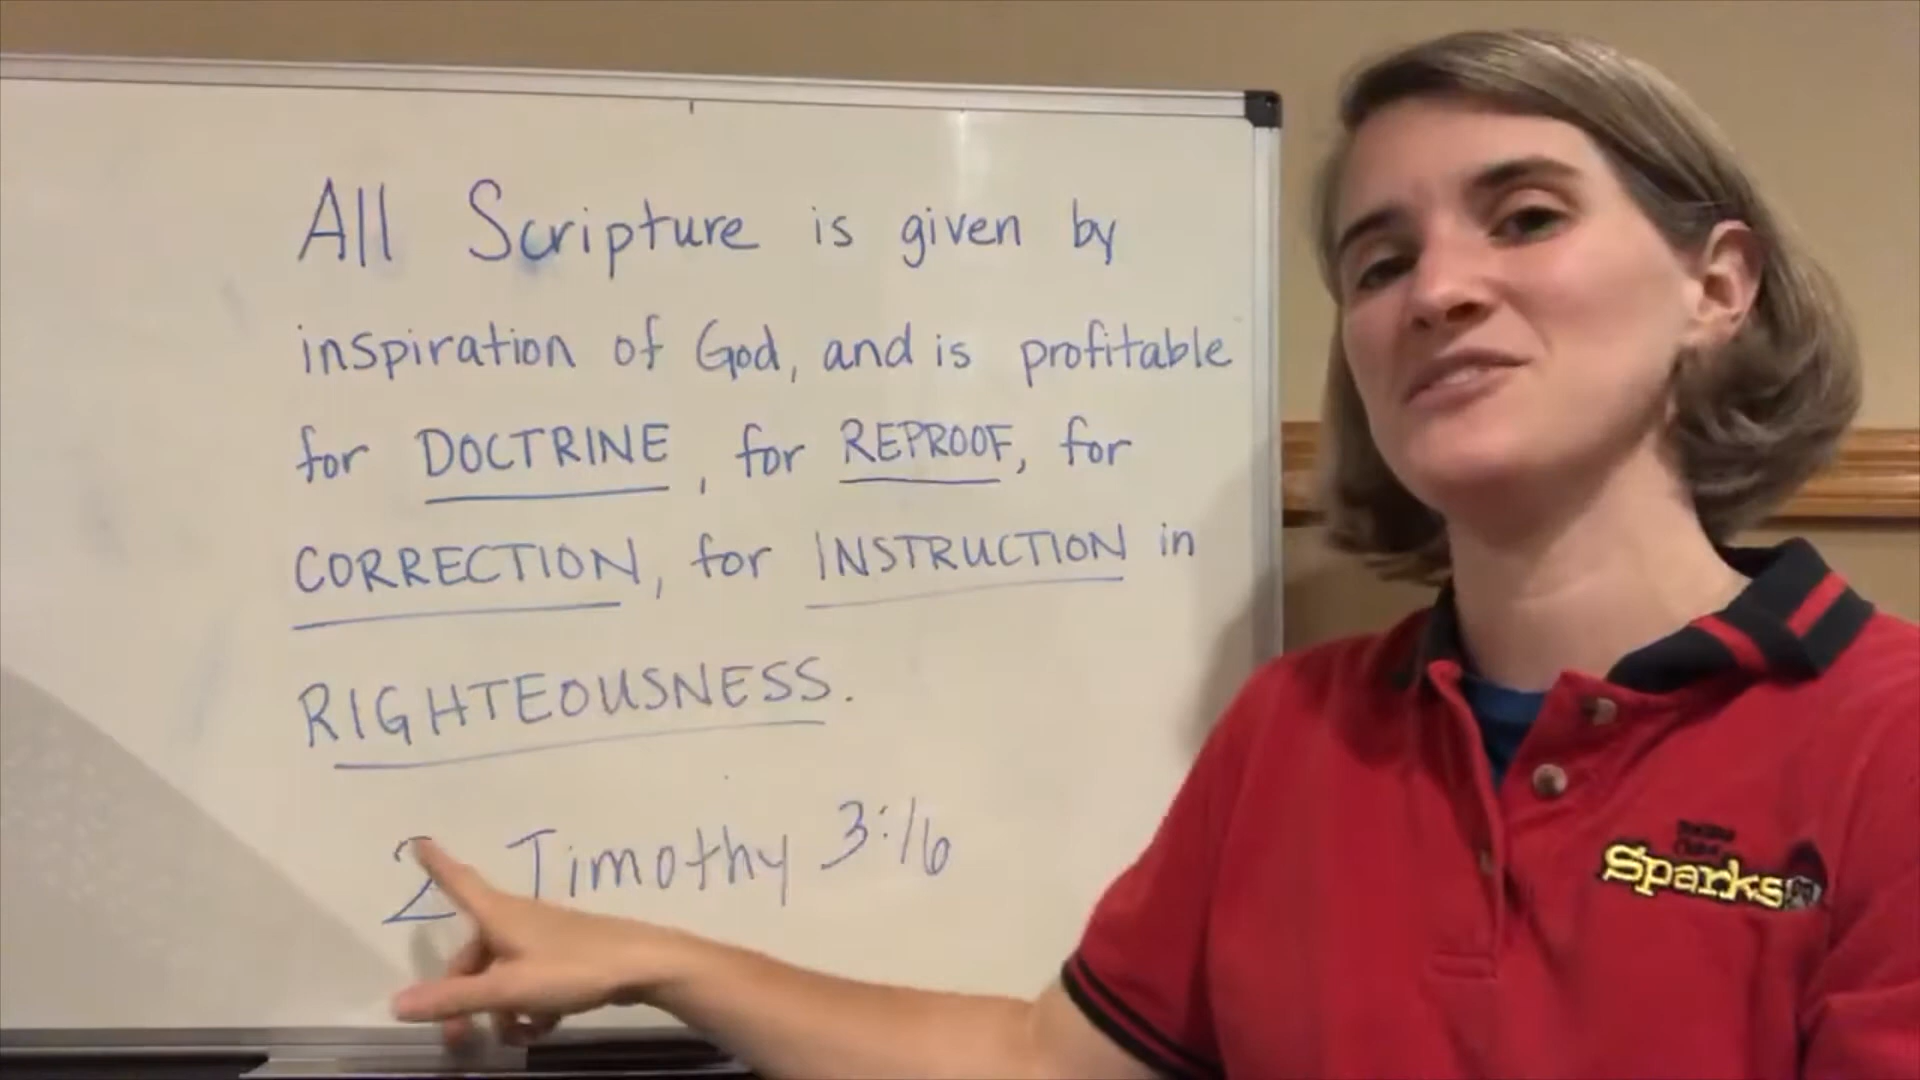 All Scripture is given by
inspiration of God, and is profitable
for DOCTRINE, for REPROOF, for
CORRECTION, for INSTRUCTION in
RIGHTEOUSNESS.
2 Timothy 3:16
Sparks